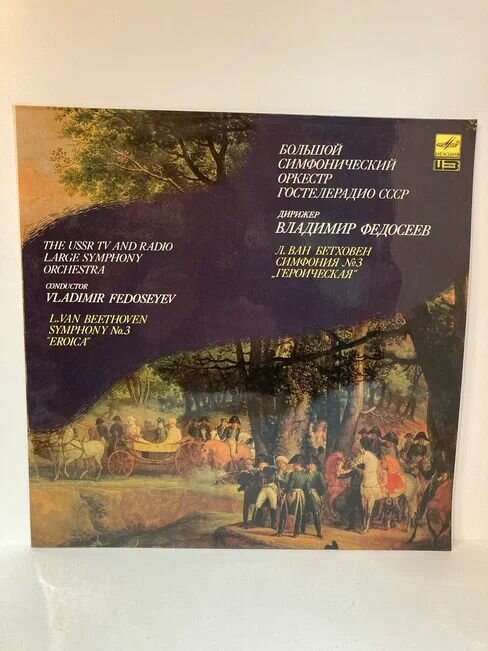 БОЛЬШОЙ
СИМФОНИЧЕСКИЙ
ОРКЕСТР
ГОСТЕЛЕРАДИО СССР
ДИРИЖЕР
ВЛАДИМИР ФЕДОСЕЕВ
Л. ВАН БЕТХОВЕН
СИМФОНИЯ №3
„ГЕРОИЧЕСКАЯ"
МЕЛОДИЯ
THE USSR TV AND RADIO
LARGE SYMPHONY
ORCHESTRA
CONDUCTOR
VLADIMIR FEDOSEYEV
L. VAN BEETHOVEN
SYMPHONY No. 3
"EROICA"